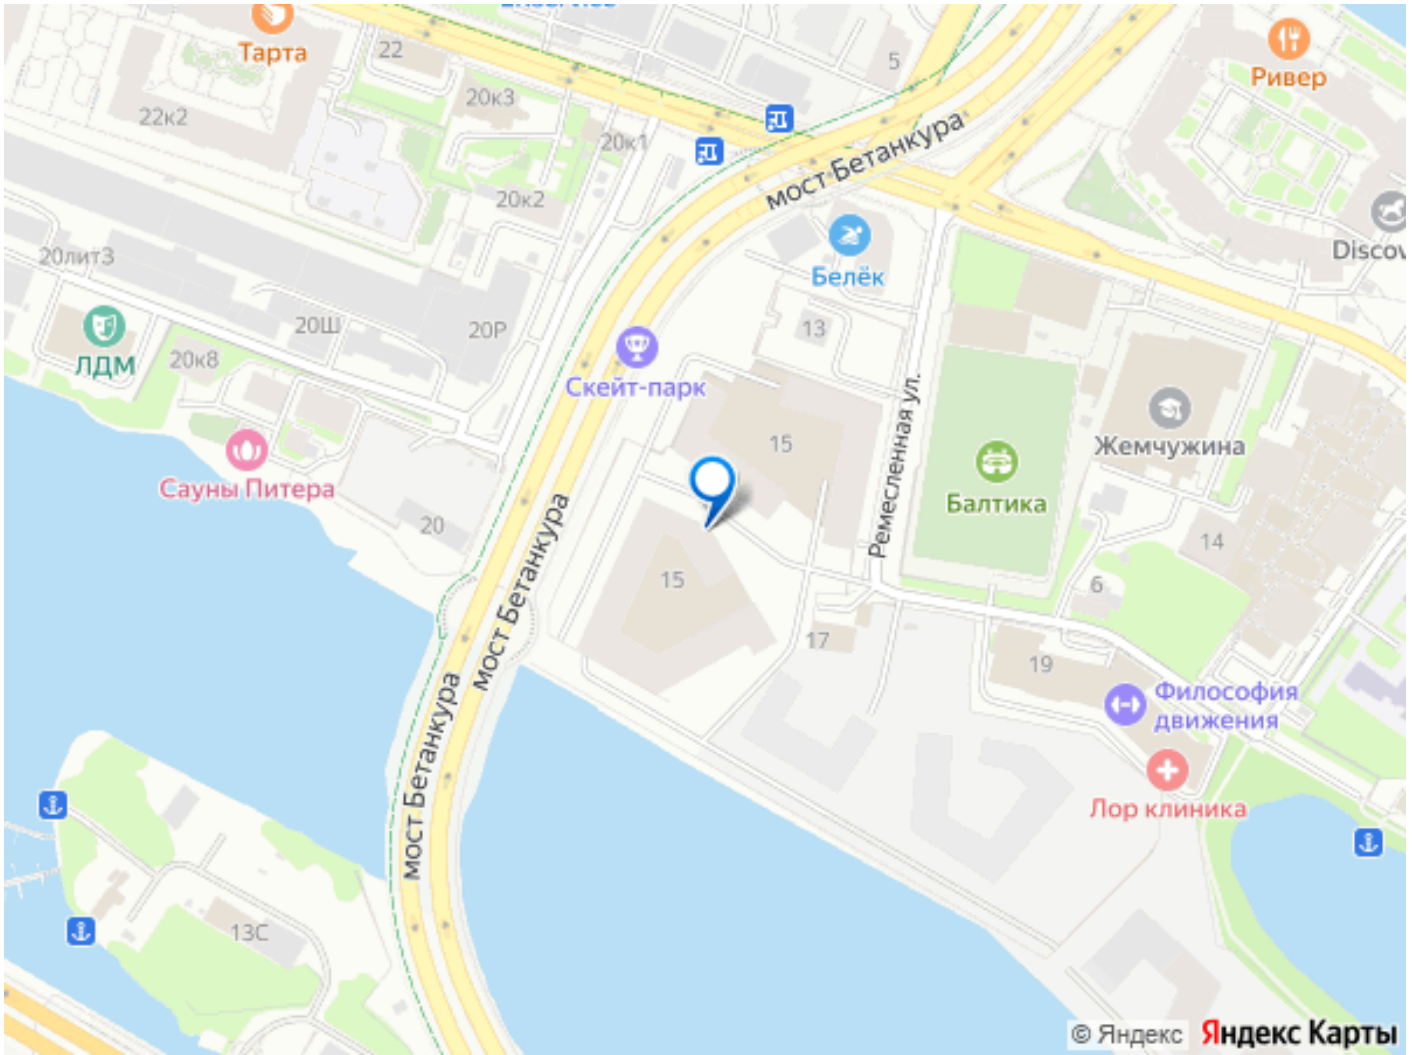 Тарта
22
5
Ривер
20к3
22к2
20к1
мост Бетанкура
20к2
Discov
20лит3
Белёк
13
20Ш
20Р
ЛДМ
20к8
Скейт-парк
Ремесленная ул.
15
Жемчужина
Сауны Питера
Балтика
20
14
мост Бетанкура
15
6
17
19
Философия
движения
мост Бетанкура
Лор клиника
13С
© Яндекс Яндекс Карты